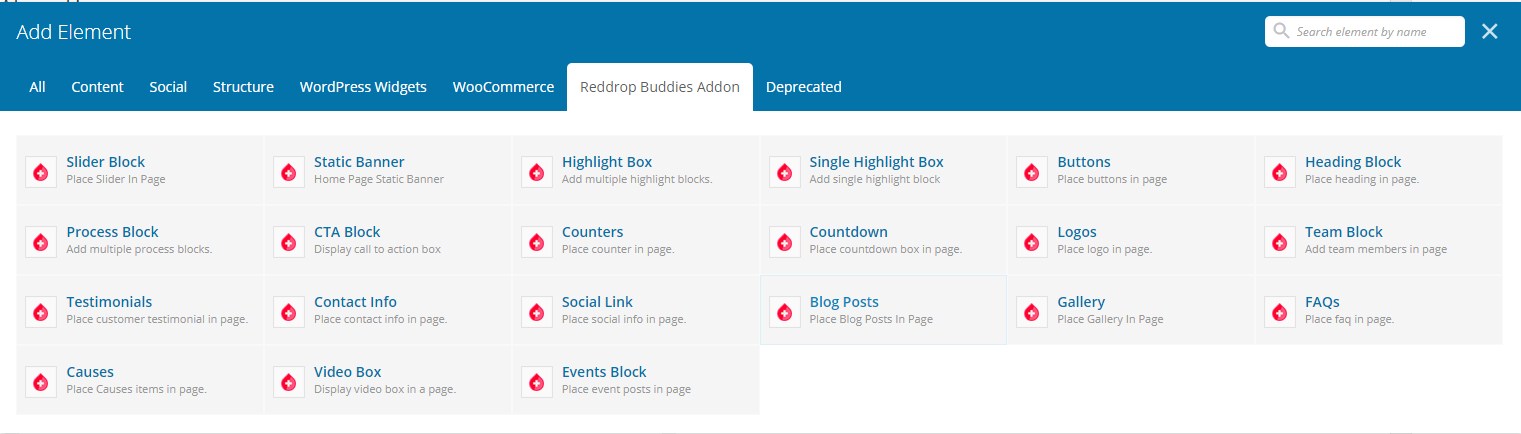 Add Element
Search element by name
All Content Social Structure WordPress Widgets WooCommerce Reddrop Buddies Addon Deprecated
Slider Block Static Banner Highlight Box Single Highlight Box Buttons Heading Block
Place Slider In Page Home Page Static Banner Add multiple highlight blocks. Add single highlight block Place buttons in page Place heading in page.
Process Block CTA Block Counters Countdown Logos Team Block
Add multiple process blocks. Display call to action box Place counter in page. Place countdown box in page. Place logo in page. Add team members in page
Testimonials Contact Info Social Link Blog Posts Gallery FAQs
Place customer testimonial in page. Place contact info in page. Place social info in page. Place Blog Posts In Page Place Gallery In Page Place faq in page.
Causes Video Box Events Block
Place Causes items in page. Display video box in a page. Place event posts in page